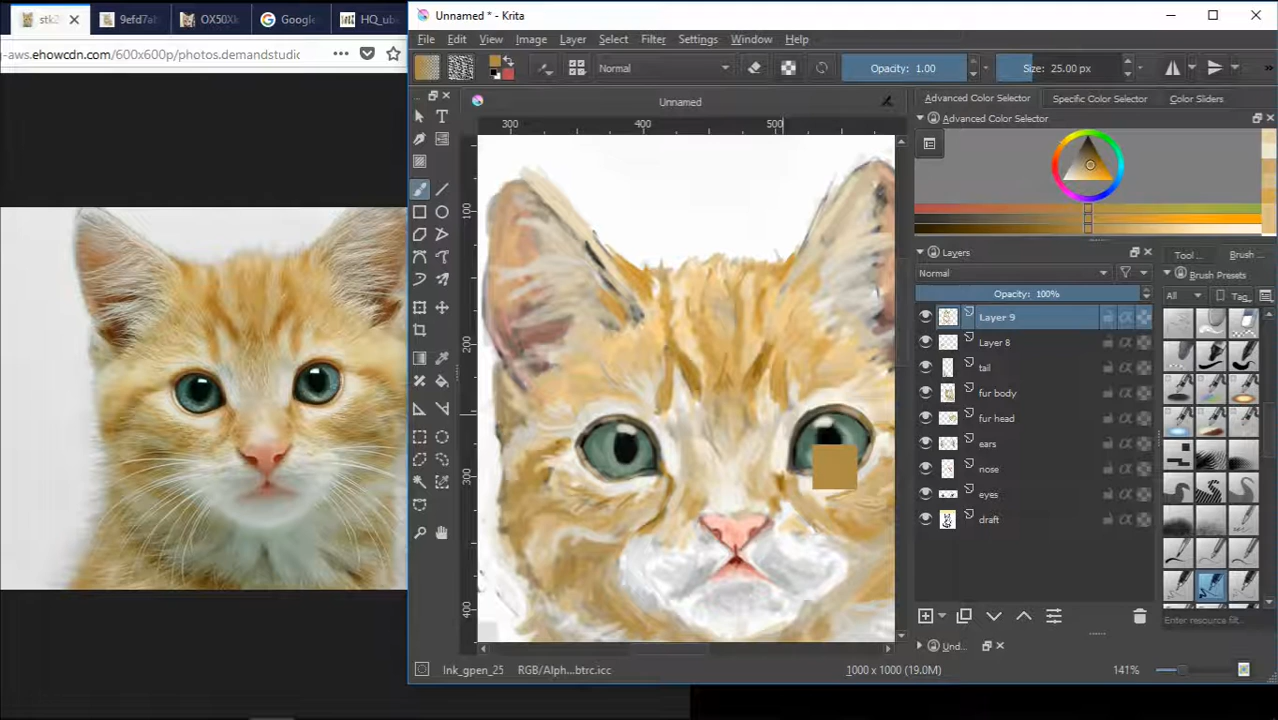 stk2
9efd7a
OX50X
Google
HQ_ub
-aws.ehowcdn.com/600x600p/photos.demandstudic
Unnamed * - Krita
File Edit View Image Layer Select Filter Settings Window Help
Normal
Opacity: 1.00
Size: 25.00 px
Unnamed
300 400 500
100
200
300
400
Advanced Color Selector Specific Color Selector Color Sliders
Advanced Color Selector
Layers
Normal
Opacity: 100%
Layer 9
Layer 8
tail
fur body
fur head
ears
nose
eyes
draft
Tool ...
Brush ...
Brush Presets
All
Tag
Enter resource filt...
Und...
Ink_gpen_25
RGB/Alph...btrc.icc
1000 x 1000 (19.0M)
141%